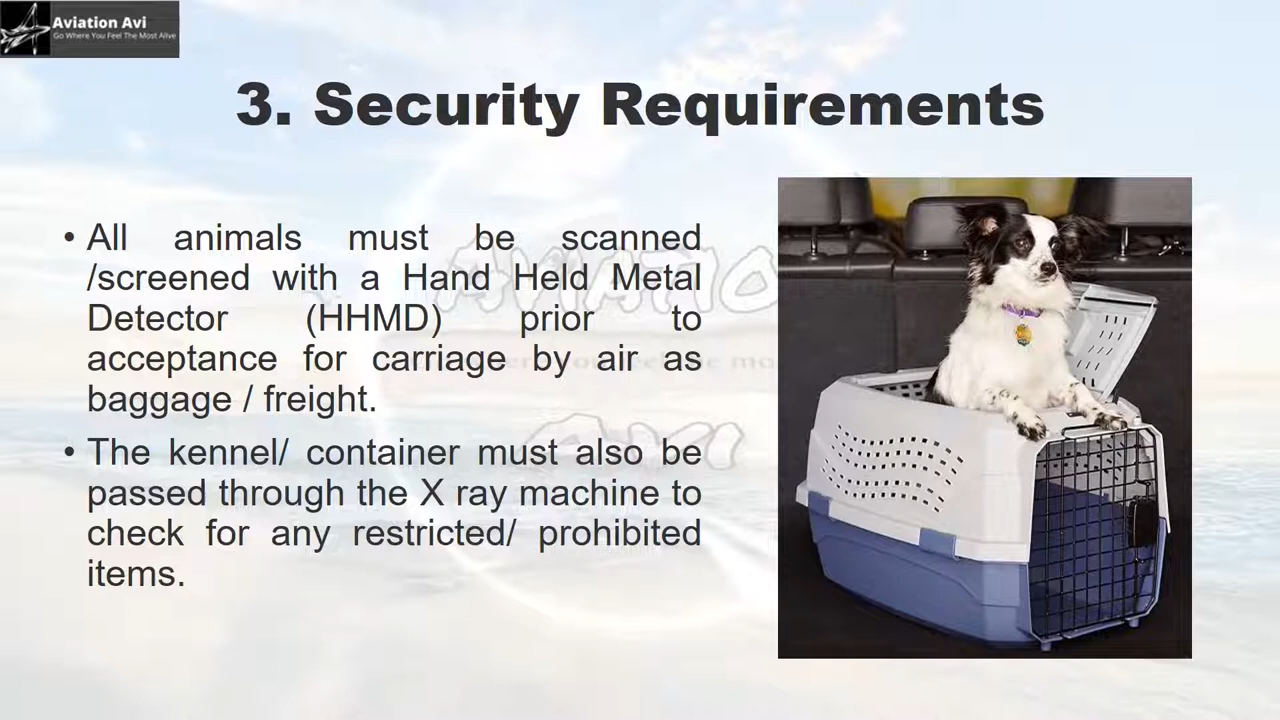 Aviation Avi
Go Where You Feel The Most Alive
3. Security Requirements
• All animals must be scanned
/screened with a Hand Held Metal
Detector (HHMD) prior to
acceptance for carriage by air as
baggage / freight.
• The kennel/ container must also be
passed through the X ray machine to
check for any restricted/ prohibited
items.
AVIATIO
AVI